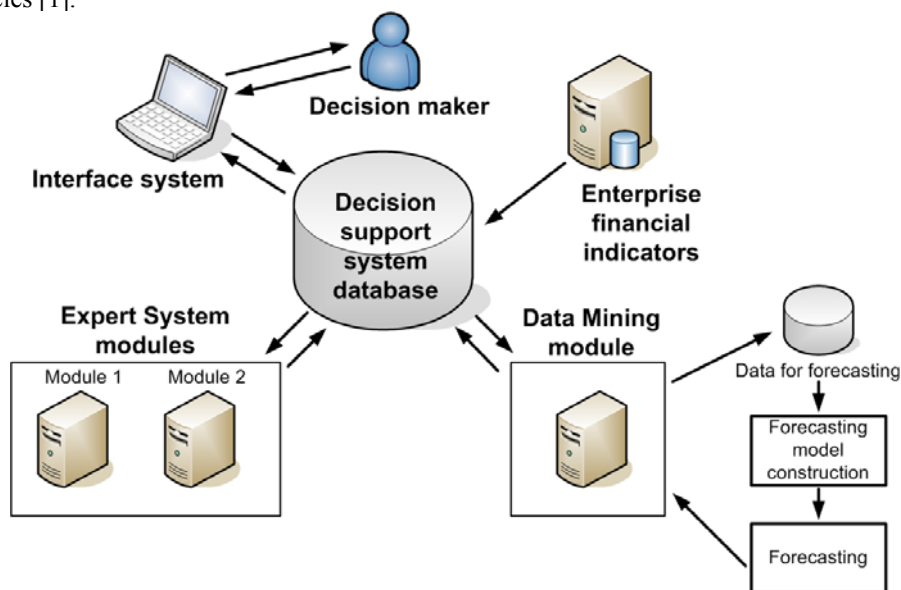 [1].
Decision maker
Interface system
Decision
support
system
database
Enterprise
financial
indicators
Expert System
modules
Module 1
Module 2
Data Mining
module
Data for forecasting
Forecasting
model
construction
Forecasting